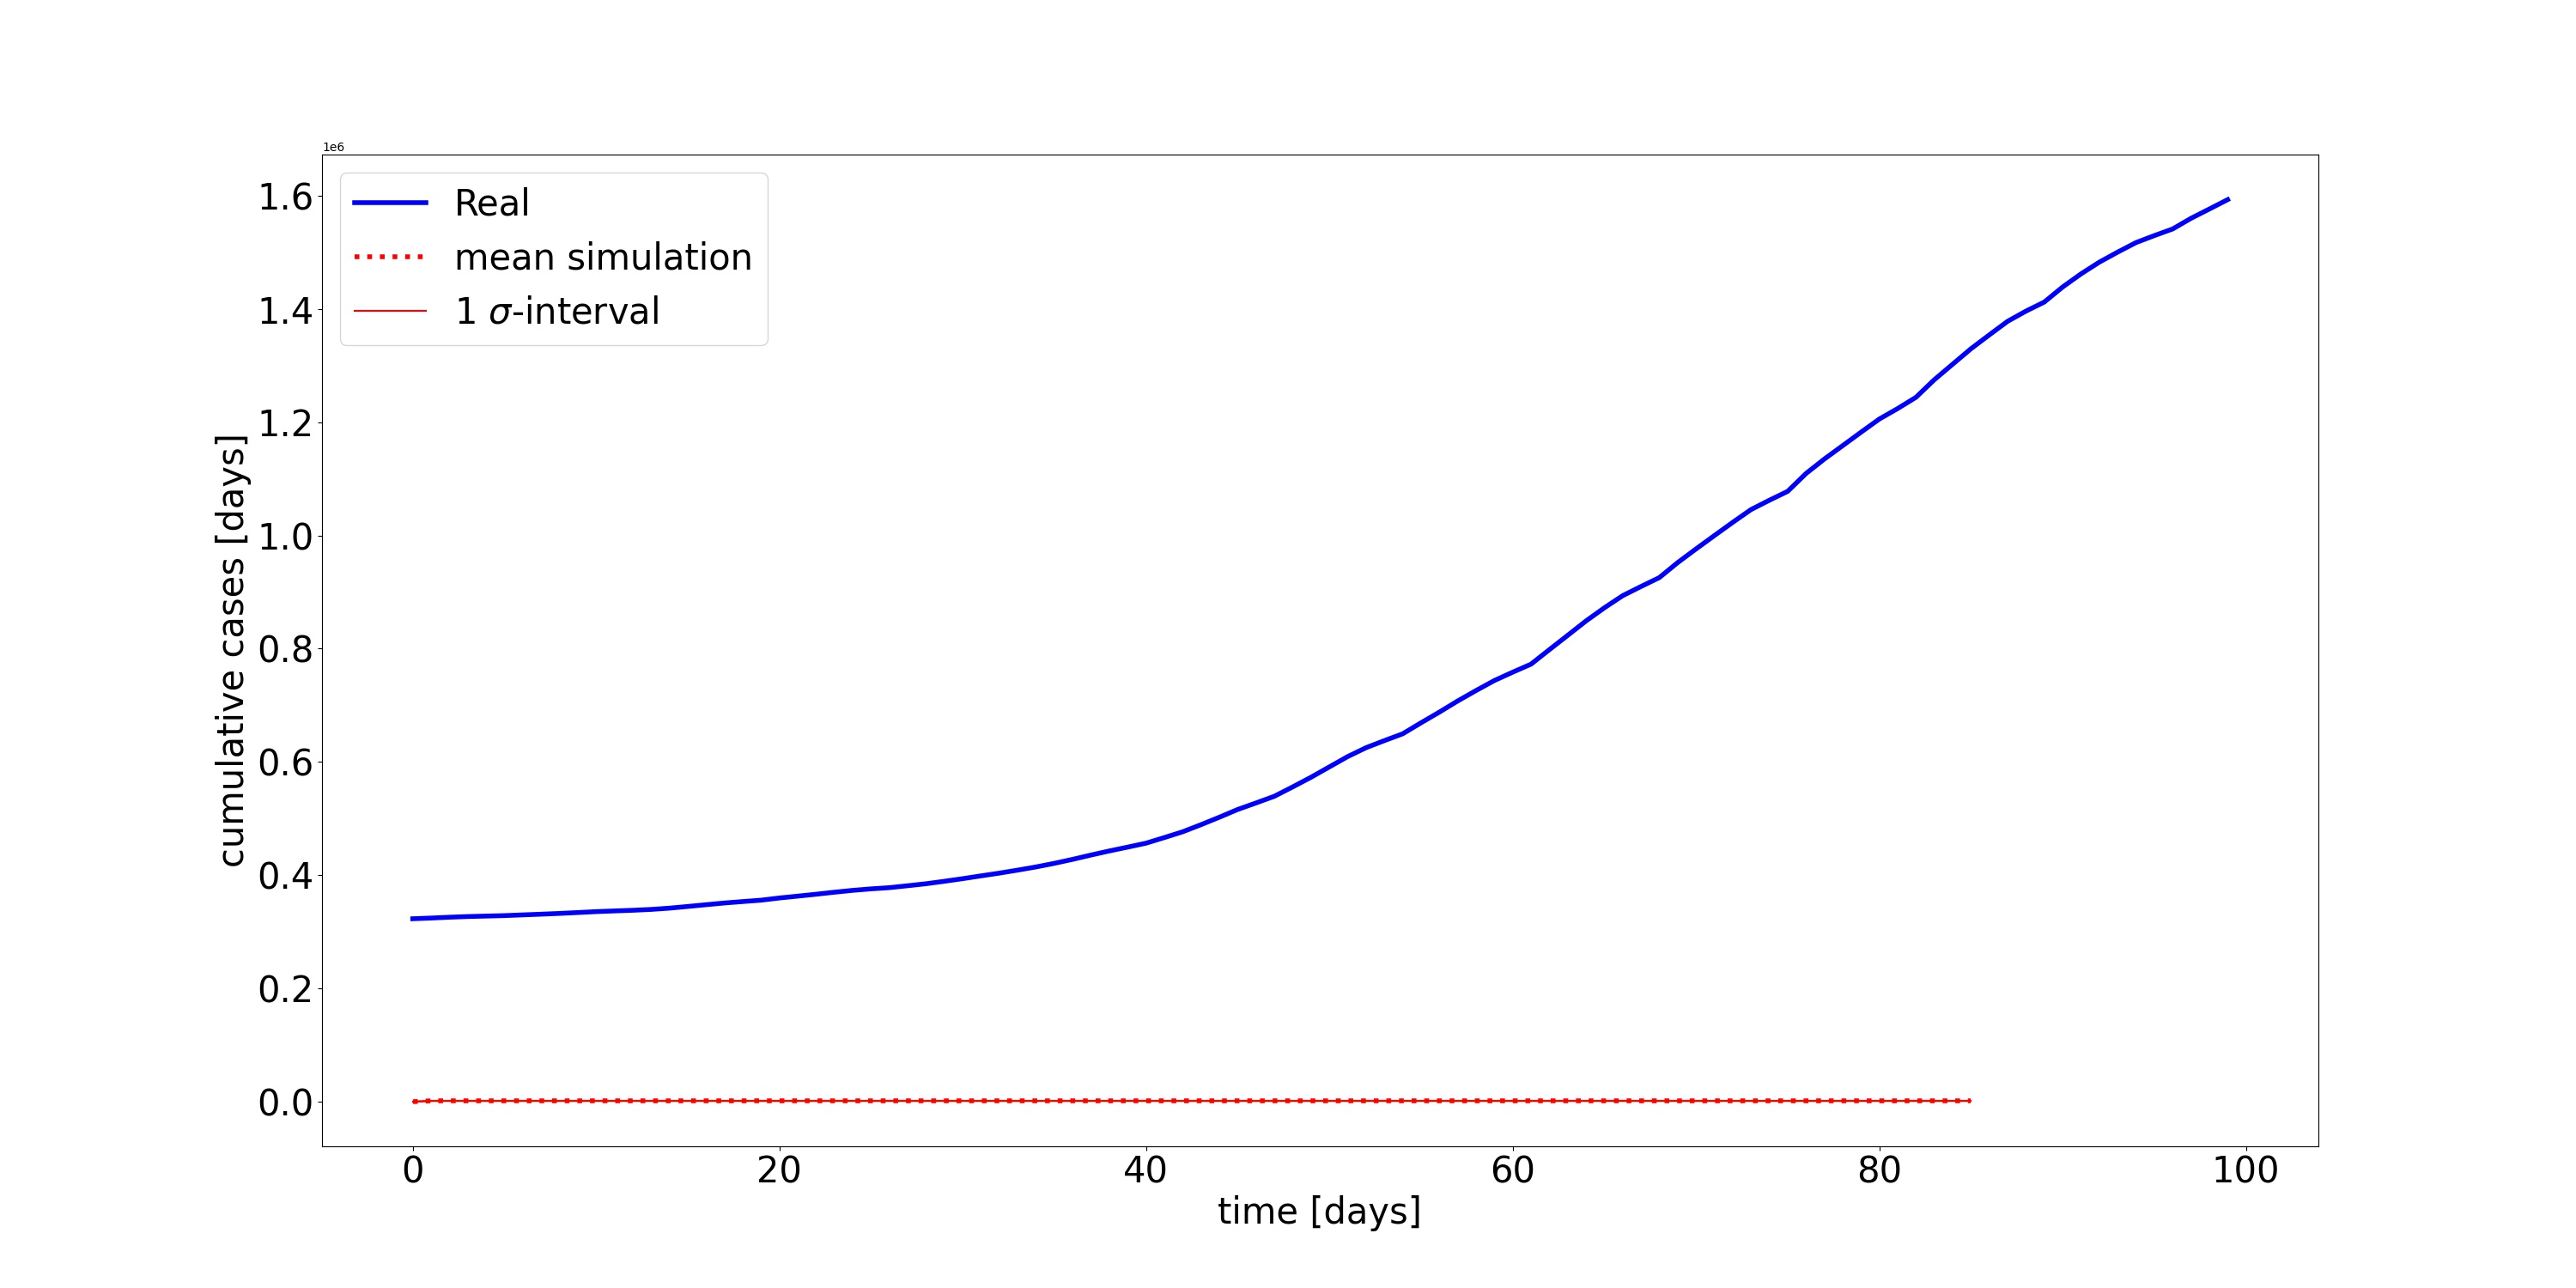 1e6
1.6
1.4
1.2
1.0
0.8
0.6
0.4
0.2
0.0
cumulative cases [days]
Real
mean simulation
1 σ-interval
0 20 40 60 80 100
time [days]